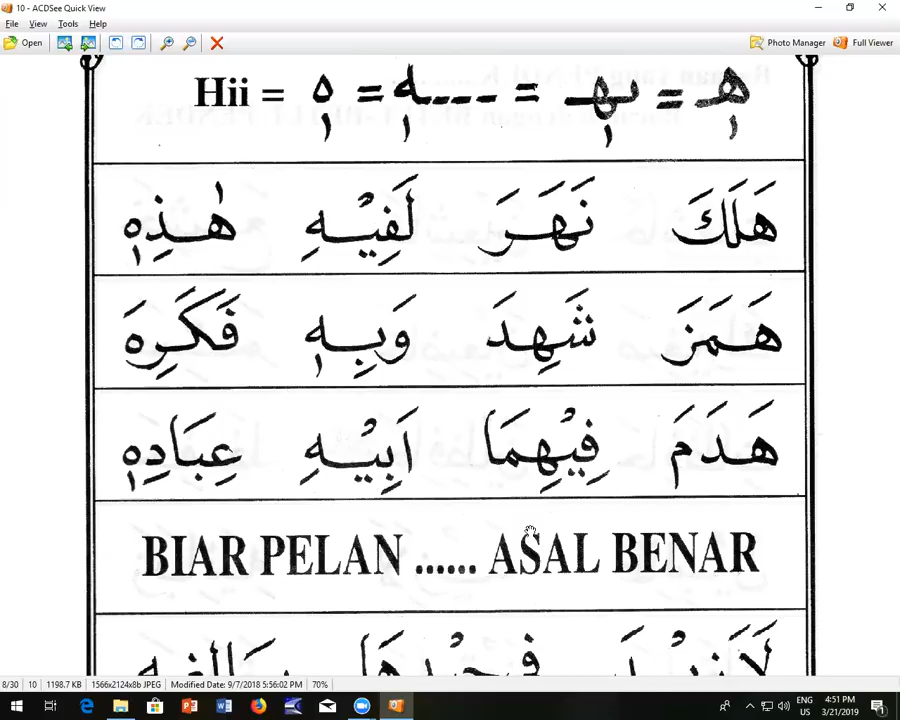 10 - ACDSee Quick View
File View Tools Help
Open Photo Manager Full Viewer
Hii = ه = ـه = ـهـ = هـ
هَلَكَ نَهَرَ لَفِيْهِ هٰذِهٖ
هَمَزَ شَهِدَ وَبِهٖ فَكَرِهَ
هَدَمَ فِيْهِمَا اَبِيْهِ عِبَادِهٖ
BIAR PELAN ...... ASAL BENAR
8/30 10 1198.7 KB 1566x2124x8b JPEG Modified Date: 9/7/2018 5:56:02 PM 70%
ENG 4:51 PM
US 3/21/2019